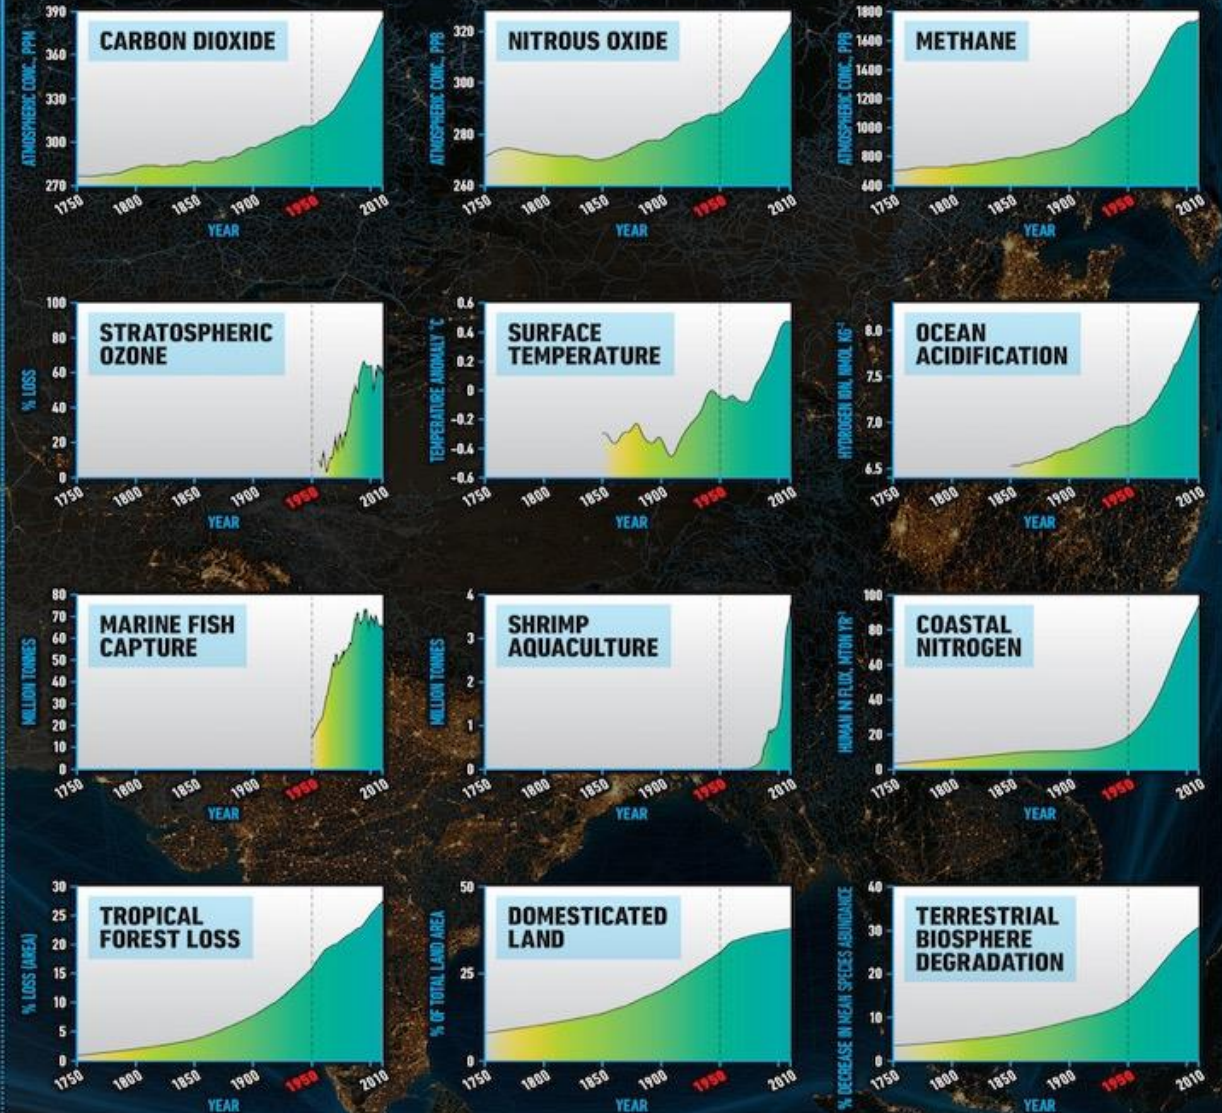 CARBON DIOXIDE
ATMOSPHERIC CONC., PPM
390
360
330
300
270
1750 1800 1850 1900 1950 2010
YEAR
NITROUS OXIDE
ATMOSPHERIC CONC., PPB
320
300
280
260
1750 1800 1850 1900 1950 2010
YEAR
METHANE
ATMOSPHERIC CONC., PPB
1800
1600
1400
1200
1000
800
600
1750 1800 1850 1900 1950 2010
YEAR
STRATOSPHERIC
OZONE
% LOSS
100
80
60
40
20
0
1750 1800 1850 1900 1950 2010
YEAR
SURFACE
TEMPERATURE
TEMPERATURE ANOMALY °C
0.6
0.4
0.2
0
-0.2
-0.4
-0.6
1750 1800 1850 1900 1950 2010
YEAR
OCEAN
ACIDIFICATION
HYDROGEN ION, NMOL KG⁻¹
8.0
7.5
7.0
6.5
1750 1800 1850 1900 1950 2010
YEAR
MARINE FISH
CAPTURE
MILLION TONNES
80
70
60
50
40
30
20
10
0
1750 1800 1850 1900 1950 2010
YEAR
SHRIMP
AQUACULTURE
MILLION TONNES
4
3
2
1
0
1750 1800 1850 1900 1950 2010
YEAR
COASTAL
NITROGEN
HUMAN N FLUX, MTON YR⁻¹
100
80
60
40
20
0
1750 1800 1850 1900 1950 2010
YEAR
TROPICAL
FOREST LOSS
% LOSS (AREA)
30
25
20
15
10
5
0
1750 1800 1850 1900 1950 2010
YEAR
DOMESTICATED
LAND
% OF TOTAL LAND AREA
50
25
0
1750 1800 1850 1900 1950 2010
YEAR
TERRESTRIAL
BIOSPHERE
DEGRADATION
% DECREASE IN MEAN SPECIES ABUNDANCE
40
30
20
10
0
1750 1800 1850 1900 1950 2010
YEAR